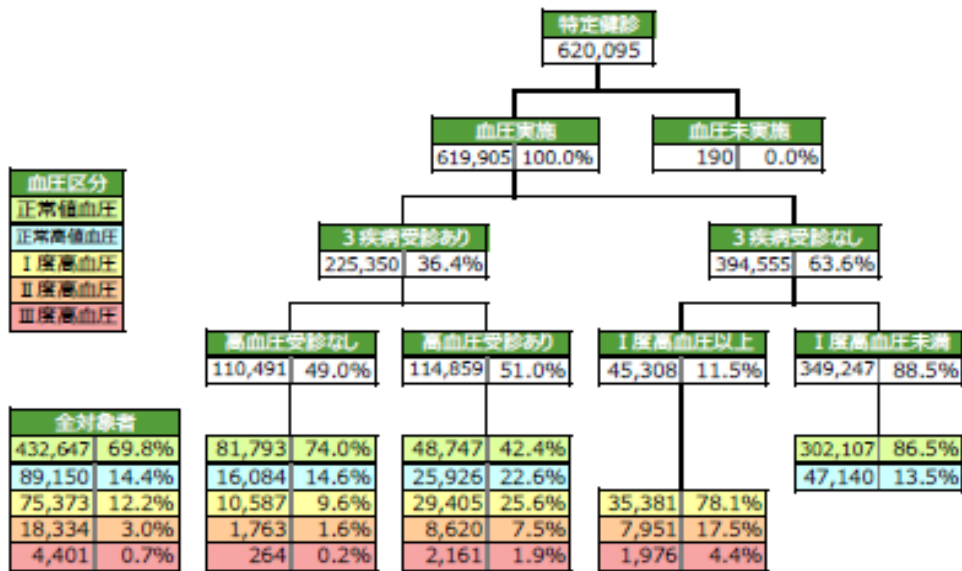 特定健診
620,095
血圧実施
619,905 100.0%
血圧未実施
190 0.0%
血圧区分
正常値血圧
正常高値血圧
Ⅰ度高血圧
Ⅱ度高血圧
Ⅲ度高血圧
3疾病受診あり
225,350 36.4%
3疾病受診なし
394,555 63.6%
高血圧受診なし
110,491 49.0%
高血圧受診あり
114,859 51.0%
Ⅰ度高血圧以上
45,308 11.5%
Ⅰ度高血圧未満
349,247 88.5%
全対象者
432,647 69.8%
89,150 14.4%
75,373 12.2%
18,334 3.0%
4,401 0.7%
81,793 74.0%
16,084 14.6%
10,587 9.6%
1,763 1.6%
264 0.2%
48,747 42.4%
25,926 22.6%
29,405 25.6%
8,620 7.5%
2,161 1.9%
35,381 78.1%
7,951 17.5%
1,976 4.4%
302,107 86.5%
47,140 13.5%